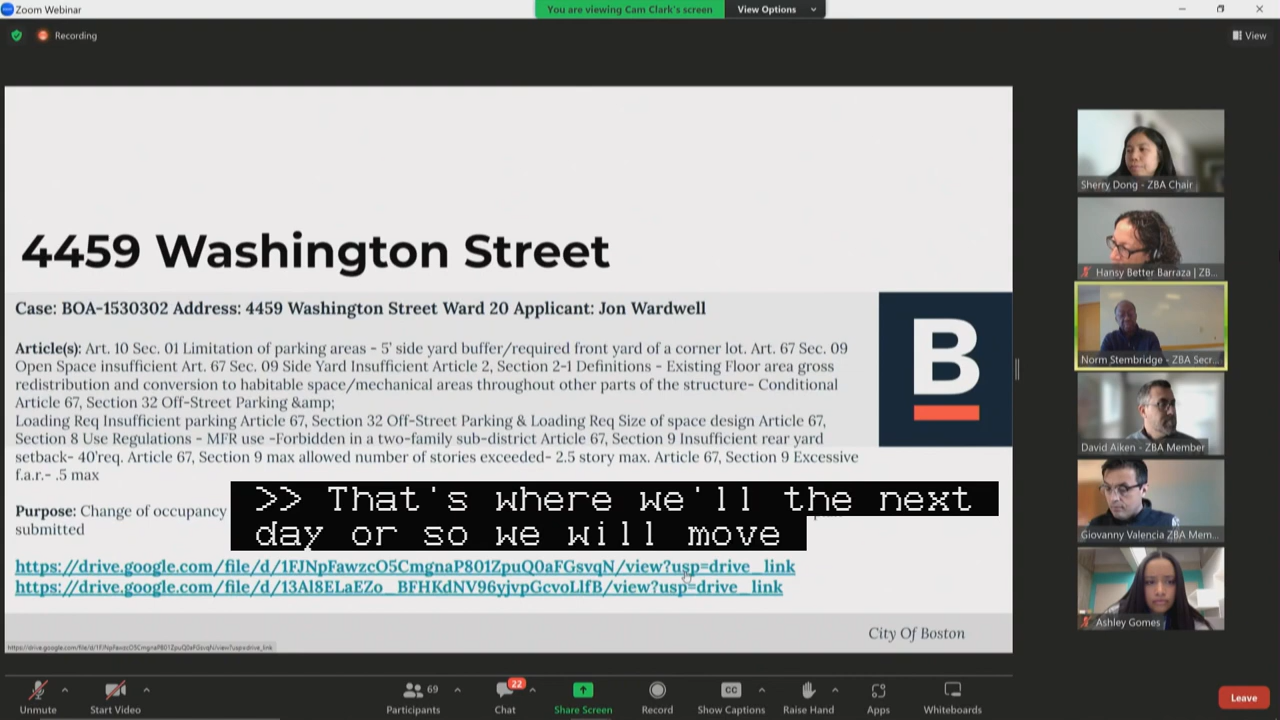 Zoom Webinar
You are viewing Cam Clark's screen
View Options
Recording
View
4459 Washington Street
Case: BOA-1530302 Address: 4459 Washington Street Ward 20 Applicant: Jon Wardwell
Article(s): Art. 10 Sec. 01 Limitation of parking areas - 5' side yard buffer/required front yard of a corner lot. Art. 67 Sec. 09
Open Space insufficient Art. 67 Sec. 09 Side Yard Insufficient Article 2, Section 2-1 Definitions - Existing Floor area gross
redistribution and conversion to habitable space/mechanical areas throughout other parts of the structure- Conditional
Article 67, Section 32 Off-Street Parking &amp;
Loading Req Insufficient parking Article 67, Section 32 Off-Street Parking & Loading Req Size of space design Article 67,
Section 8 Use Regulations - MFR use -Forbidden in a two-family sub-district Article 67, Section 9 Insufficient rear yard
setback- 40'req. Article 67, Section 9 max allowed number of stories exceeded- 2.5 story max. Article 67, Section 9 Excessive
f.a.r.- .5 max
Purpose: Change of occupancy
submitted
>> That's where we'll the next
day or so we will move
https://drive.google.com/file/d/1FJNpFawzcO5CmgnaP801ZpuQ0aFGsvqN/view?usp=drive_link
https://drive.google.com/file/d/13Al8ELaEZo_BFHKdNV96yjvpGcvoLlfB/view?usp=drive_link
B
City Of Boston
https://drive.google.com/file/d/1FJNpFawzcO5CmgnaP801ZpuQ0aFGsvqN/view?usp=drive_link
Sherry Dong - ZBA Chair
Hansy Better Barraza | ZB...
Norm Stembridge - ZBA Secr...
David Aiken - ZBA Member
Giovanny Valencia ZBA Mem...
Ashley Gomes
Unmute
Start Video
69
Participants
22
Chat
Share Screen
Record
CC
Show Captions
Raise Hand
Apps
Whiteboards
Leave